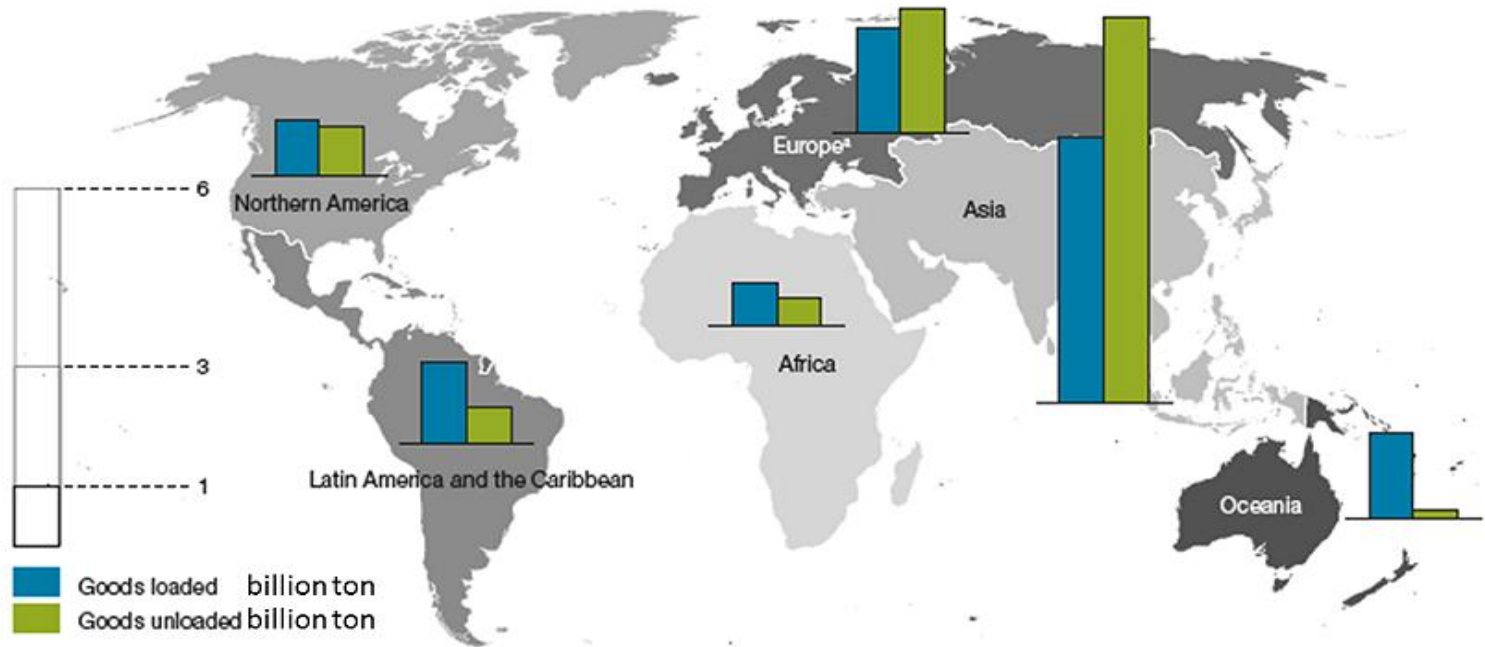 Europeª
6
Northern America
Asia
3
Africa
1
Latin America and the Caribbean
Oceania
Goods loaded billion ton
Goods unloaded billion ton